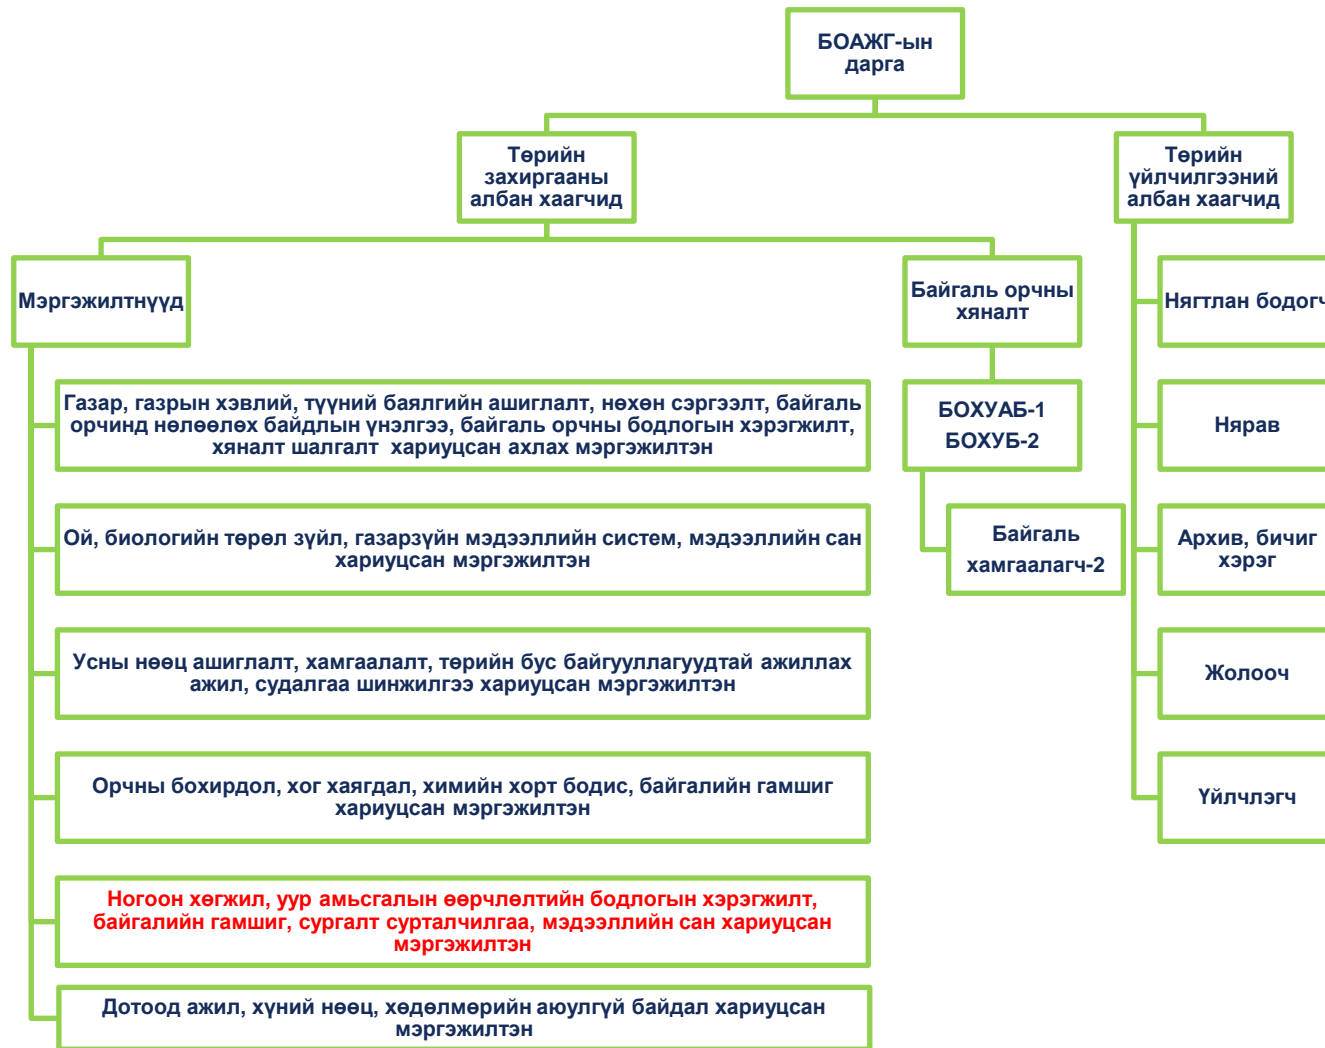 БОАЖГ-ын
дарга
Төрийн
захиргааны
албан хаагчид
Төрийн
үйлчилгээний
албан хаагчид
Мэргэжилтнүүд
Газар, газрын хэвлий, түүний баялгийн ашиглалт, нөхөн сэргээлт, байгаль
орчинд нөлөөлөх байдлын үнэлгээ, байгаль орчны бодлогын хэрэгжилт,
хяналт шалгалт хариуцсан ахлах мэргэжилтэн
Ой, биологийн төрөл зүйл, газарзүйн мэдээллийн систем, мэдээллийн сан
хариуцсан мэргэжилтэн
Усны нөөц ашиглалт, хамгаалалт, төрийн бус байгууллагуудтай ажиллах
ажил, судалгаа шинжилгээ хариуцсан мэргэжилтэн
Орчны бохирдол, хог хаягдал, химийн хорт бодис, байгалийн гамшиг
хариуцсан мэргэжилтэн
Ногоон хөгжил, уур амьсгалын өөрчлөлтийн бодлогын хэрэгжилт,
байгалийн гамшиг, сургалт сурталчилгаа, мэдээллийн сан хариуцсан
мэргэжилтэн
Дотоод ажил, хүний нөөц, хөдөлмөрийн аюулгүй байдал хариуцсан
мэргэжилтэн
Байгаль орчны
хяналт
БОХУАБ-1
БОХУБ-2
Байгаль
хамгаалагч-2
Нягтлан бодогч
Нярав
Архив, бичиг
хэрэг
Жолооч
Үйлчлэгч